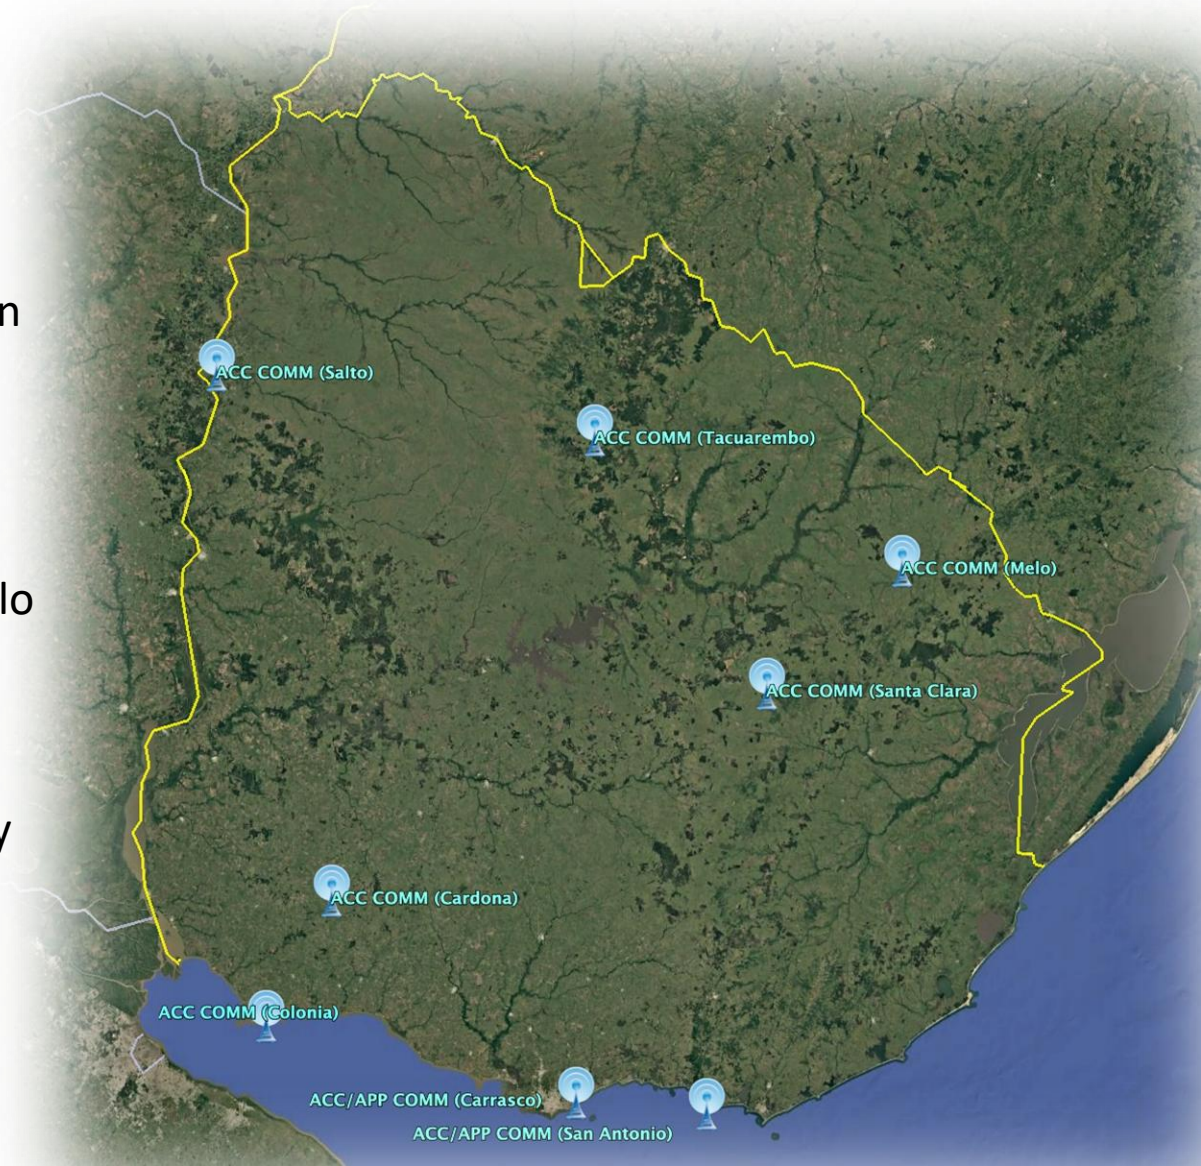 n
ACC COMM (Salto)
ACC COMM (Tacuarembo)
ACC COMM (Melo)
lo
ACC COMM (Santa Clara)
y
ACC COMM (Cardona)
ACC COMM (Colonia)
ACC/APP COMM (Carrasco)
ACC/APP COMM (San Antonio)